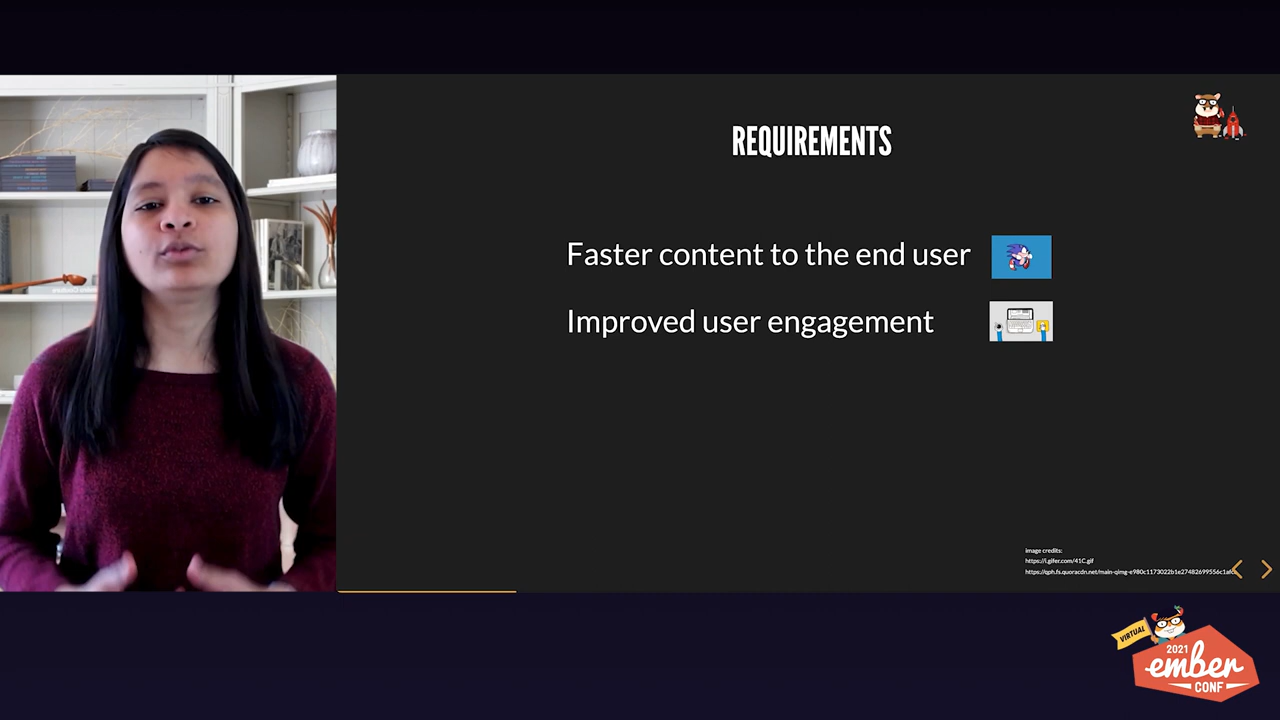 REQUIREMENTS
Faster content to the end user
Improved user engagement
image credits:
https://i.gifer.com/41C.gif
VIRTUAL
2021
ember
CONF